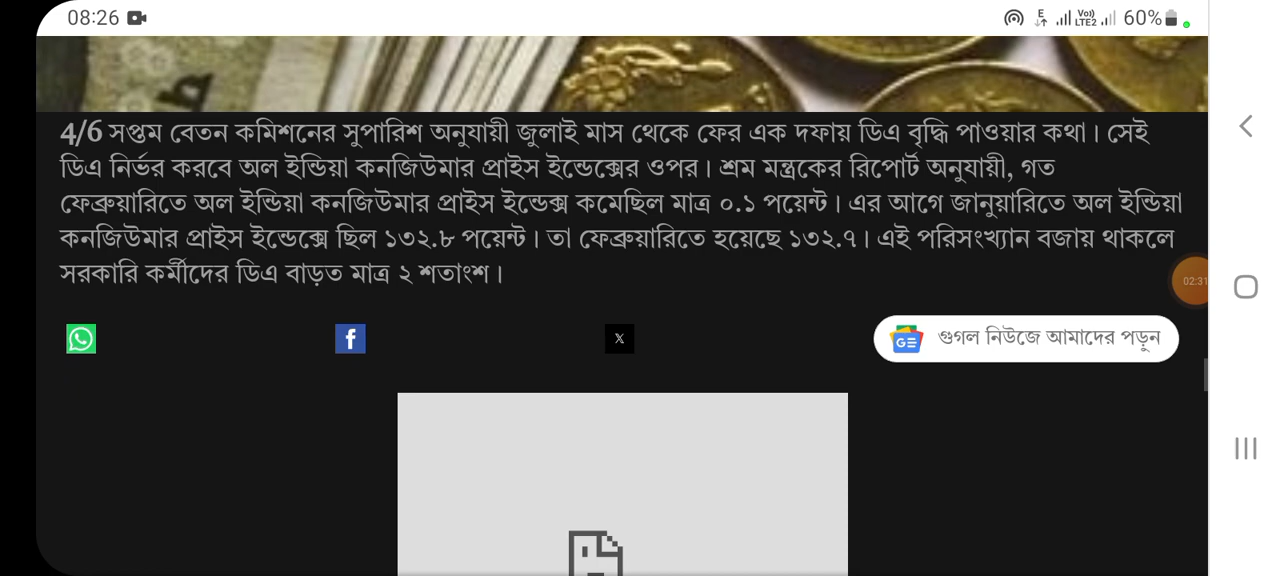 08:26
E
Vo)
LTE2
60%
4/6 সপ্তম বেতন কমিশনের সুপারিশ অনুযায়ী জুলাই মাস থেকে ফের এক দফায় ডিএ বৃদ্ধি পাওয়ার কথা। সেই
ডিএ নির্ভর করবে অল ইন্ডিয়া কনজিউমার প্রাইস ইন্ডেক্সের ওপর। শ্রম মন্ত্রকের রিপোর্ট অনুযায়ী, গত
ফেব্রুয়ারিতে অল ইন্ডিয়া কনজিউমার প্রাইস ইন্ডেক্স কমেছিল মাত্র ০.১ পয়েন্ট। এর আগে জানুয়ারিতে অল ইন্ডিয়া
কনজিউমার প্রাইস ইন্ডেক্সে ছিল ১৩২.৮ পয়েন্ট। তা ফেব্রুয়ারিতে হয়েছে ১৩২.৭। এই পরিসংখ্যান বজায় থাকলে
সরকারি কর্মীদের ডিএ বাড়ত মাত্র ২ শতাংশ।
02:31
GE গুগল নিউজে আমাদের পড়ুন